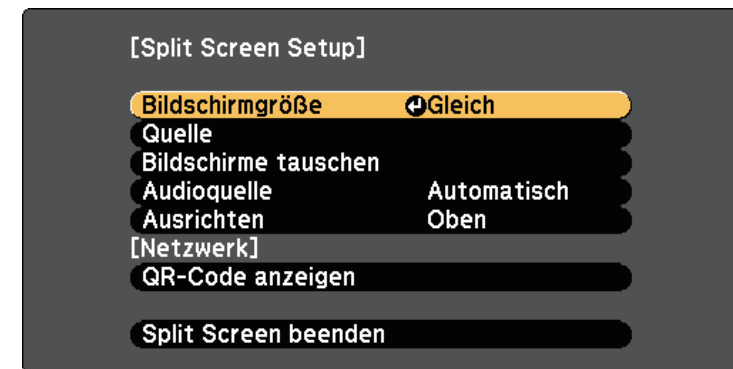 [Split Screen Setup]
Bildschirmgröße Gleich
Quelle
Bildschirme tauschen
Audioquelle Automatisch
Ausrichten Oben
[Netzwerk]
QR-Code anzeigen
Split Screen beenden